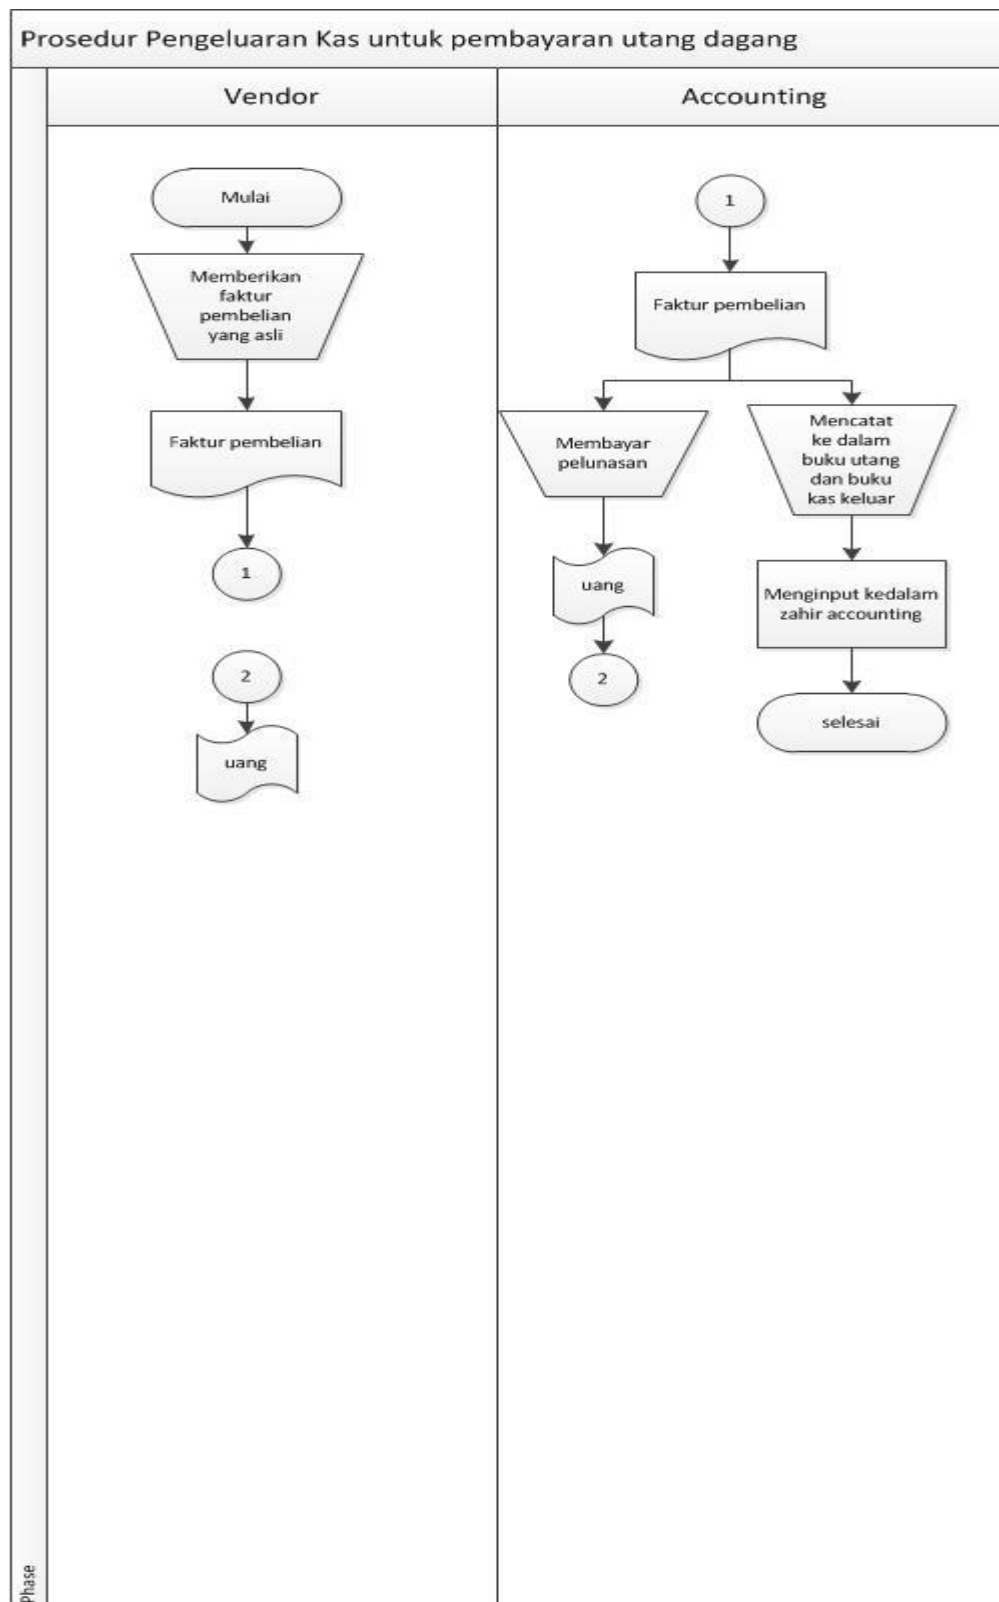 Prosedur Pengeluaran Kas untuk pembayaran utang dagang
Vendor
Accounting
Mulai
Memberikan
faktur
pembelian
yang asli
Faktur pembelian
1
2
uang
1
Faktur pembelian
Membayar
pelunasan
uang
2
Mencatat
ke dalam
buku utang
dan buku
kas keluar
Menginput kedalam
zahir accounting
selesai
Phase